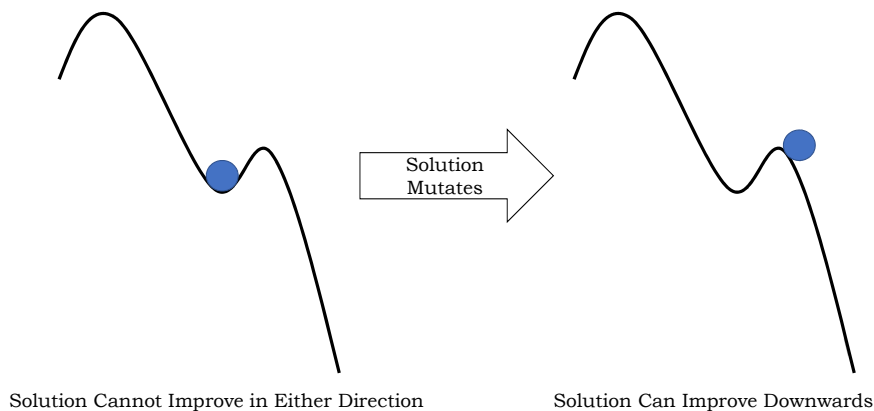 Solution
Mutates
Solution Cannot Improve in Either Direction
Solution Can Improve Downwards